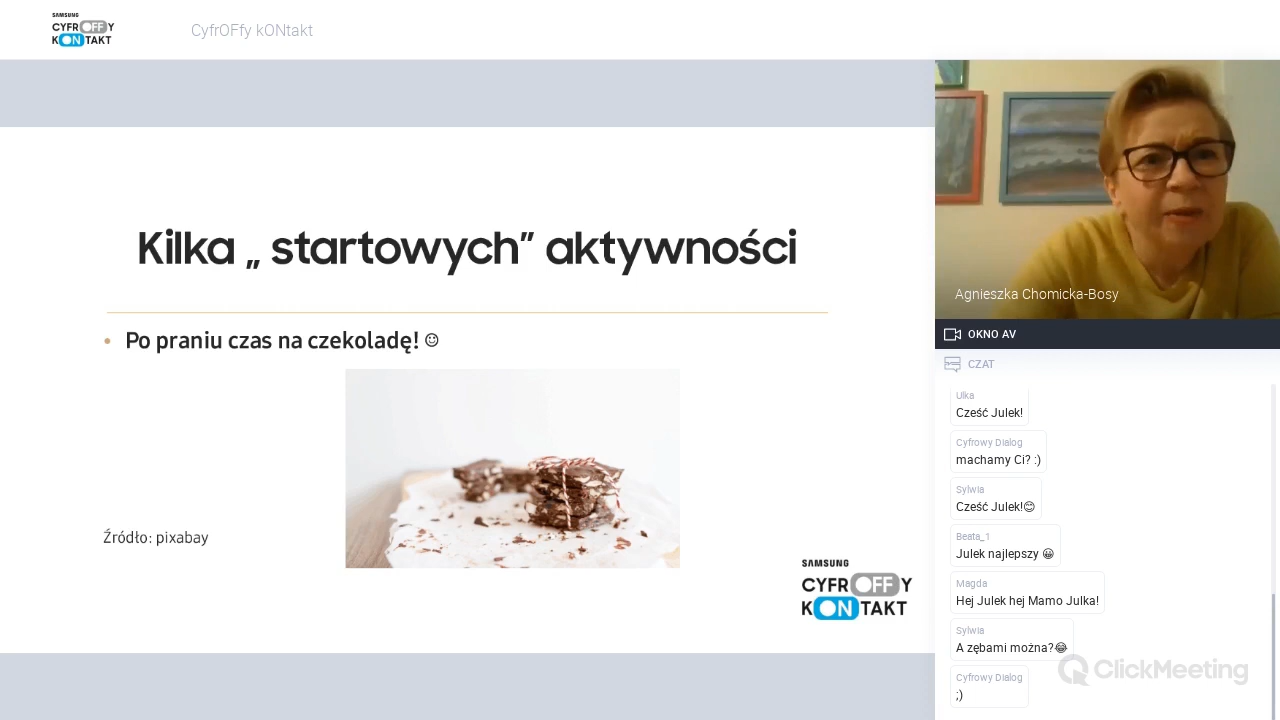 SAMSUNG
CYFROFFY
KONTAKT
CyfrOFfy kONtakt
Kilka „ startowych” aktywności
• Po praniu czas na czekoladę! ☺
Źródło: pixabay
SAMSUNG
CYFROFFY
KONTAKT
Agnieszka Chomicka-Bosy
OKNO AV
CZAT
Ulka
Cześć Julek!
Cyfrowy Dialog
machamy Ci? :)
Sylwia
Cześć Julek!😊
Beata_1
Julek najlepszy 😀
Magda
Hej Julek hej Mamo Julka!
Sylwia
A zębami można?😂
ClickMeeting
Cyfrowy Dialog
;)